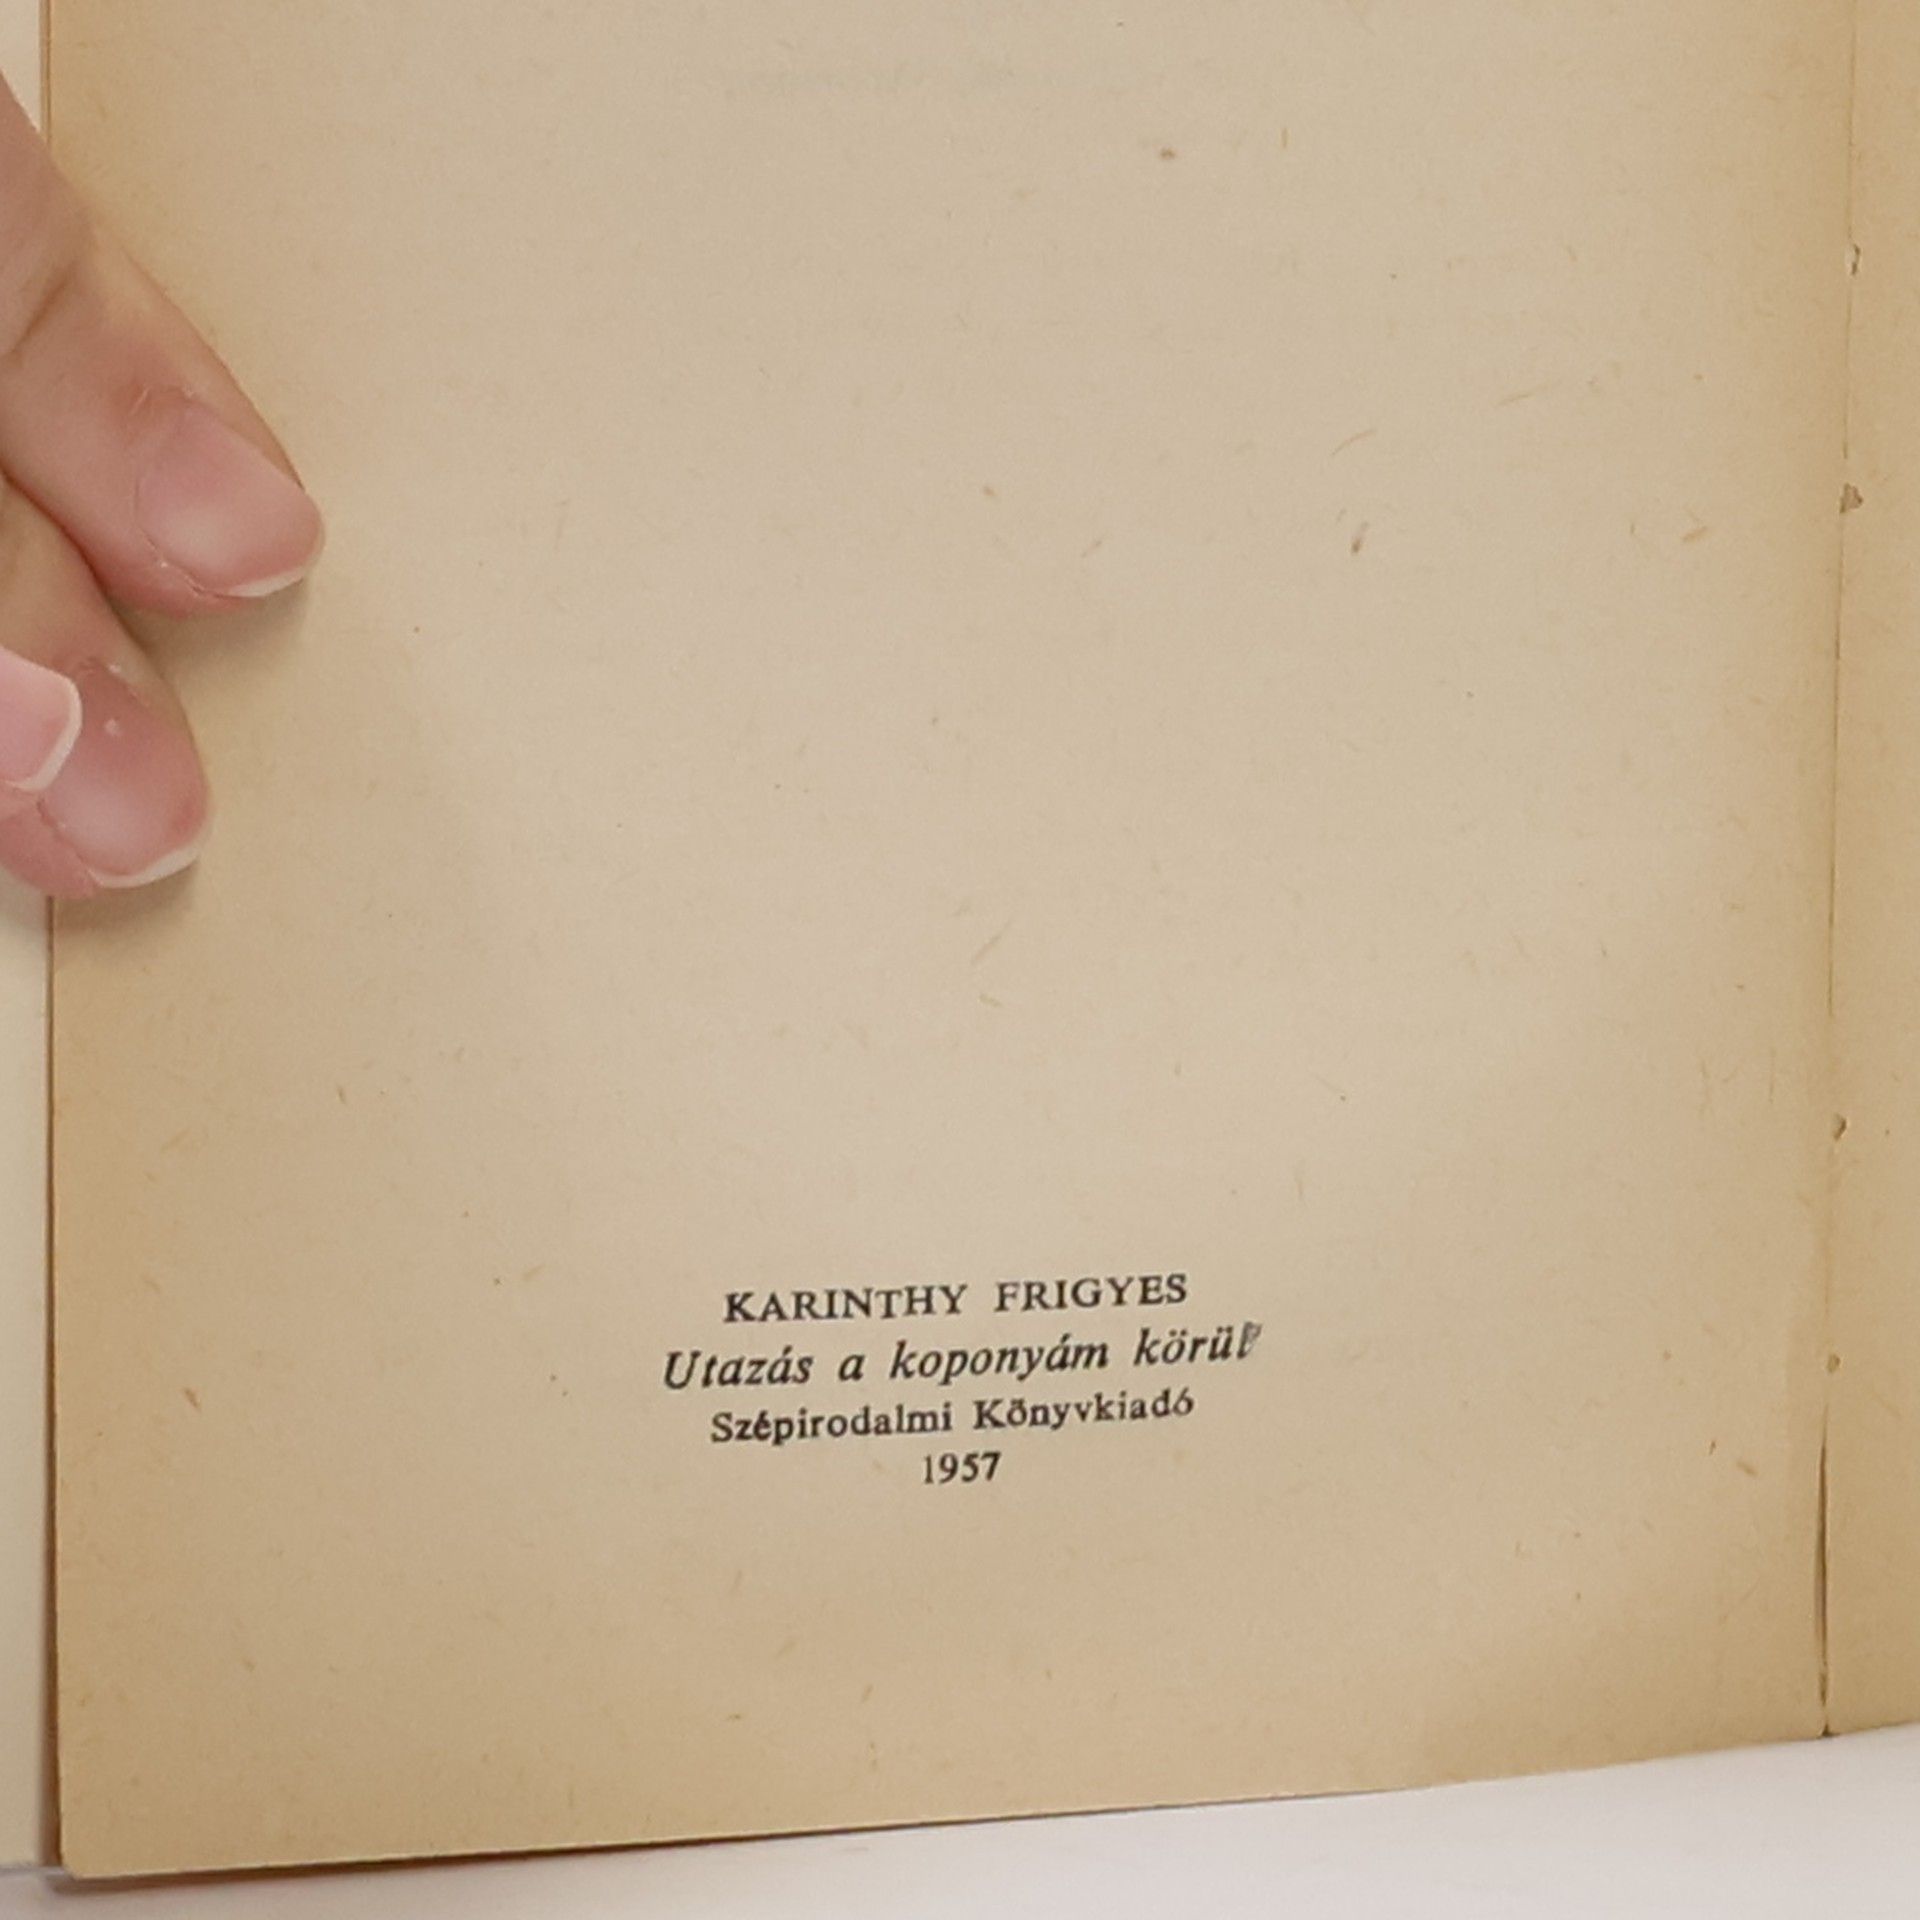 KARINTHY FRIGYES
Utazás a koponyám körül
Szépirodalmi Könyvkiadó
1957